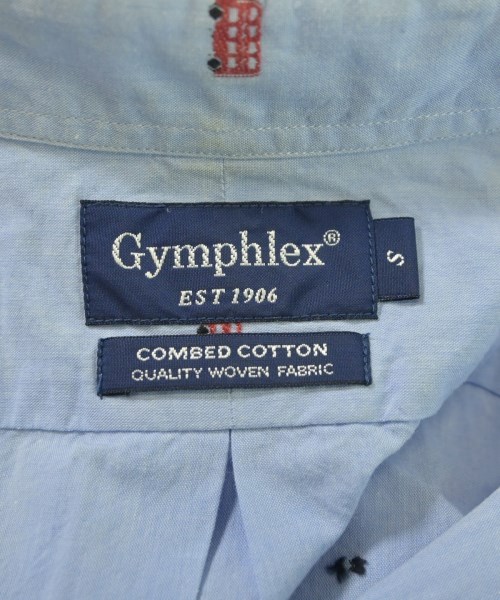 Gymphlex®
EST 1906
S
COMBED COTTON
QUALITY WOVEN FABRIC